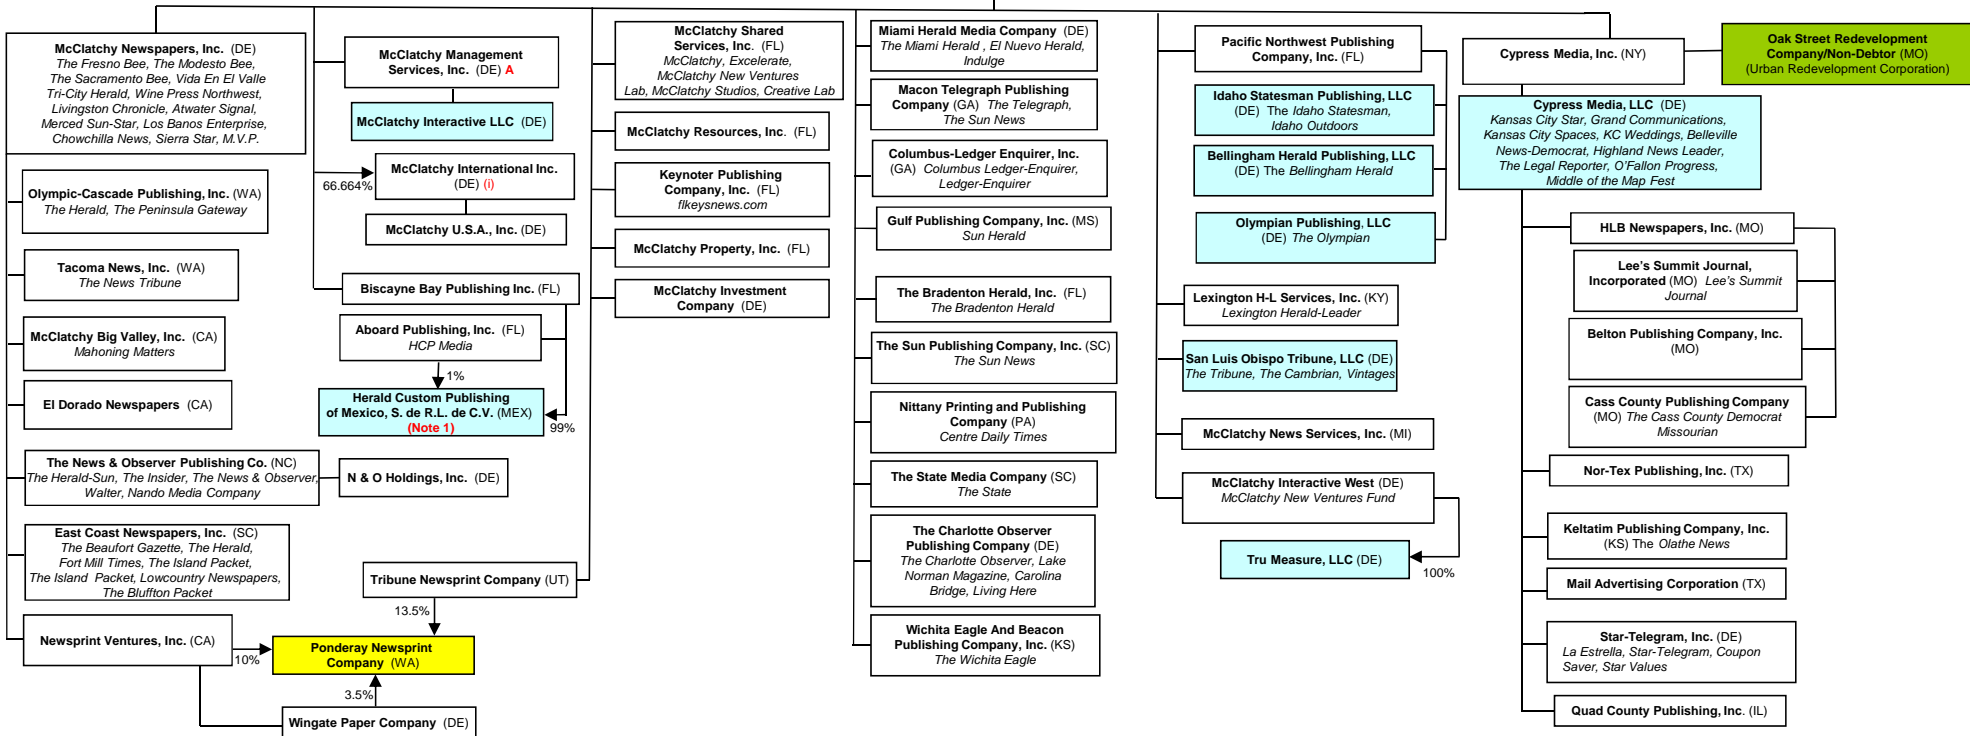 McClatchy Newspapers, Inc. (DE)
The Fresno Bee, The Modesto Bee,
The Sacramento Bee, Vida En El Valle
Tri-City Herald, Wine Press Northwest,
Livingston Chronicle, Atwater Signal,
Merced Sun-Star, Los Banos Enterprise,
Chowchilla News, Sierra Star, M.V.P.
Olympic-Cascade Publishing, Inc. (WA)
The Herald, The Peninsula Gateway
Tacoma News, Inc. (WA)
The News Tribune
McClatchy Big Valley, Inc. (CA)
Mahoning Matters
El Dorado Newspapers (CA)
The News & Observer Publishing Co. (NC)
The Herald-Sun, The Insider, The News & Observer,
Walter, Nando Media Company
N & O Holdings, Inc. (DE)
East Coast Newspapers, Inc. (SC)
The Beaufort Gazette, The Herald,
Fort Mill Times, The Island Packet,
The Island Packet, Lowcountry Newspapers,
The Bluffton Packet
Newsprint Ventures, Inc. (CA)
10%
Ponderay Newsprint
Company (WA)
3.5%
Wingate Paper Company (DE)
McClatchy Management
Services, Inc. (DE) A
McClatchy Interactive LLC (DE)
66.664%
McClatchy International Inc.
(DE) (i)
McClatchy U.S.A., Inc. (DE)
Biscayne Bay Publishing Inc. (FL)
Aboard Publishing, Inc. (FL)
HCP Media
1%
Herald Custom Publishing
of Mexico, S. de R.L. de C.V. (MEX)
(Note 1)
99%
Tribune Newsprint Company (UT)
13.5%
McClatchy Shared
Services, Inc. (FL)
McClatchy, Excelerate,
McClatchy New Ventures
Lab, McClatchy Studios, Creative Lab
McClatchy Resources, Inc. (FL)
Keynoter Publishing
Company, Inc. (FL)
flkeysnews.com
McClatchy Property, Inc. (FL)
McClatchy Investment
Company (DE)
Miami Herald Media Company (DE)
The Miami Herald , El Nuevo Herald,
Indulge
Macon Telegraph Publishing
Company (GA) The Telegraph,
The Sun News
Columbus-Ledger Enquirer, Inc.
(GA) Columbus Ledger-Enquirer,
Ledger-Enquirer
Gulf Publishing Company, Inc. (MS)
Sun Herald
The Bradenton Herald, Inc. (FL)
The Bradenton Herald
The Sun Publishing Company, Inc. (SC)
The Sun News
Nittany Printing and Publishing
Company (PA)
Centre Daily Times
The State Media Company (SC)
The State
The Charlotte Observer
Publishing Company (DE)
The Charlotte Observer, Lake
Norman Magazine, Carolina
Bridge, Living Here
Wichita Eagle And Beacon
Publishing Company, Inc. (KS)
The Wichita Eagle
Pacific Northwest Publishing
Company, Inc. (FL)
Idaho Statesman Publishing, LLC
(DE) The Idaho Statesman,
Idaho Outdoors
Bellingham Herald Publishing, LLC
(DE) The Bellingham Herald
Olympian Publishing, LLC
(DE) The Olympian
Lexington H-L Services, Inc. (KY)
Lexington Herald-Leader
San Luis Obispo Tribune, LLC (DE)
The Tribune, The Cambrian, Vintages
McClatchy News Services, Inc. (MI)
McClatchy Interactive West (DE)
McClatchy New Ventures Fund
Tru Measure, LLC (DE)
100%
Cypress Media, Inc. (NY)
Oak Street Redevelopment
Company/Non-Debtor (MO)
(Urban Redevelopment Corporation)
Cypress Media, LLC (DE)
Kansas City Star, Grand Communications,
Kansas City Spaces, KC Weddings, Belleville
News-Democrat, Highland News Leader,
The Legal Reporter, O'Fallon Progress,
Middle of the Map Fest
HLB Newspapers, Inc. (MO)
Lee's Summit Journal,
Incorporated (MO) Lee's Summit
Journal
Belton Publishing Company, Inc.
(MO)
Cass County Publishing Company
(MO) The Cass County Democrat
Missourian
Nor-Tex Publishing, Inc. (TX)
Keltatim Publishing Company, Inc.
(KS) The Olathe News
Mail Advertising Corporation (TX)
Star-Telegram, Inc. (DE)
La Estrella, Star-Telegram, Coupon
Saver, Star Values
Quad County Publishing, Inc. (IL)